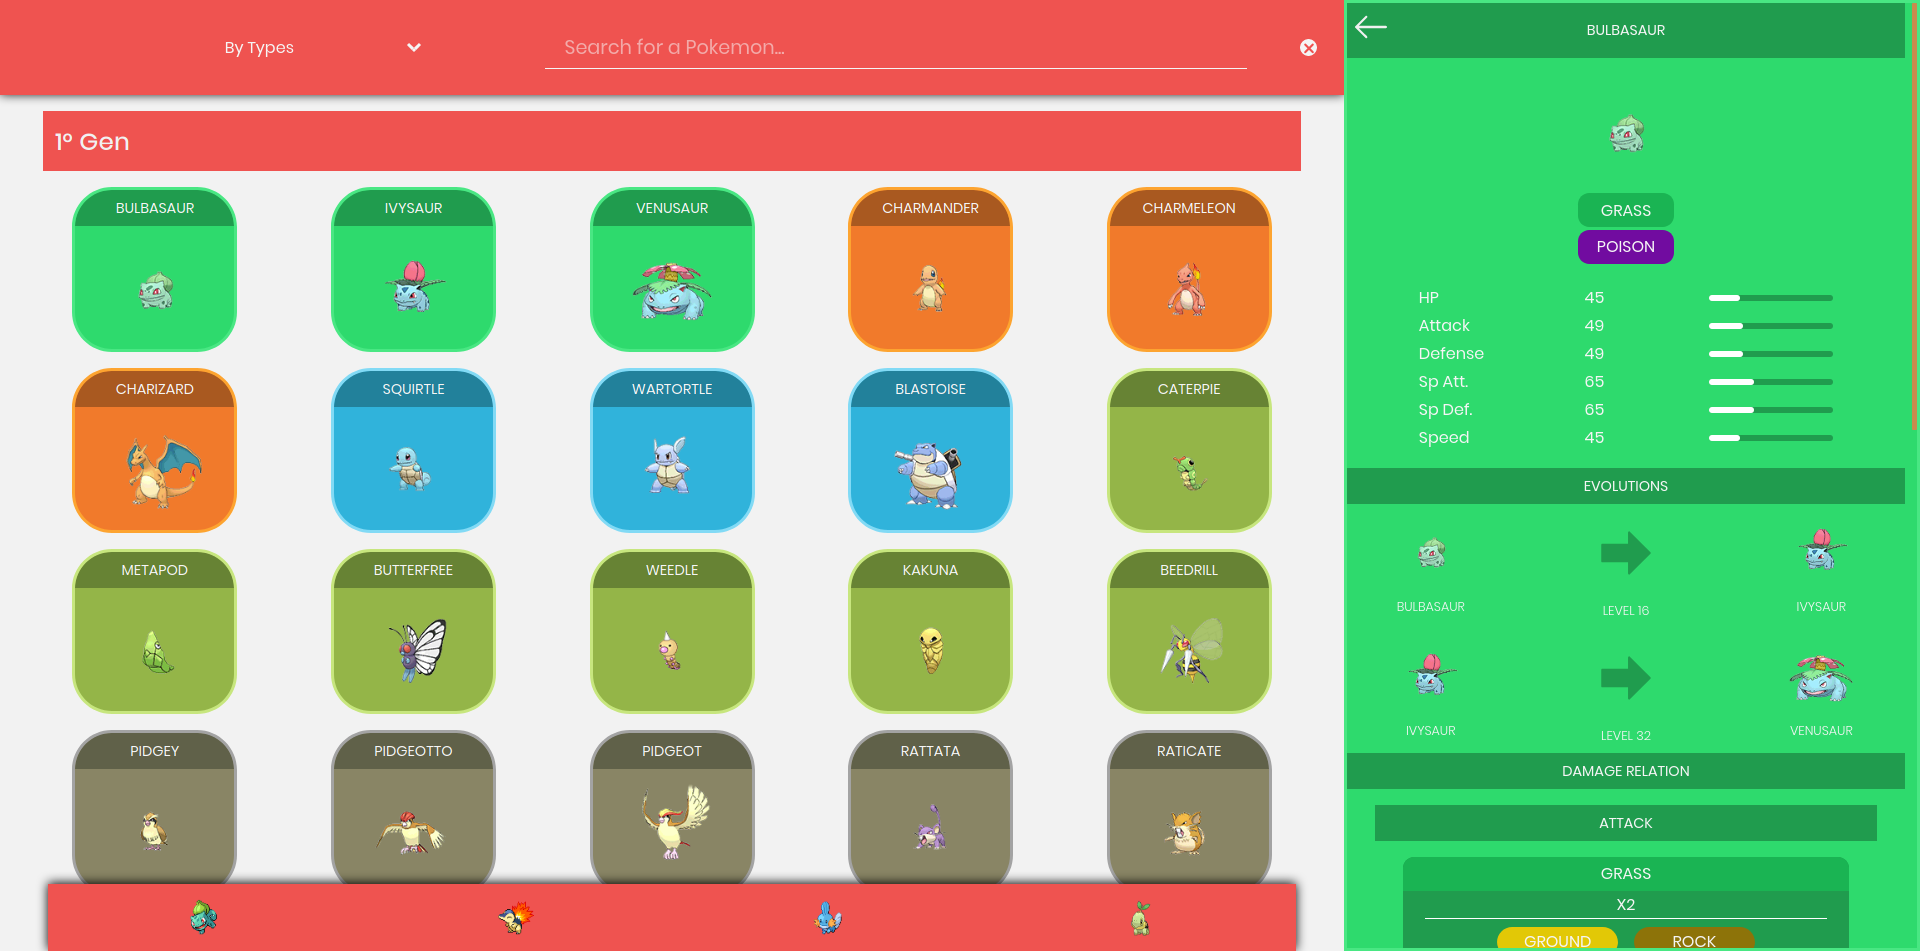 By Types
Search for a Pokemon...
1° Gen
BULBASAUR
IVYSAUR
VENUSAUR
CHARMANDER
CHARMELEON
CHARIZARD
SQUIRTLE
WARTORTLE
BLASTOISE
CATERPIE
METAPOD
BUTTERFREE
WEEDLE
KAKUNA
BEEDRILL
PIDGEY
PIDGEOTTO
PIDGEOT
RATTATA
RATICATE
BULBASAUR
GRASS
POISON
HP 45
Attack 49
Defense 49
Sp Att. 65
Sp Def. 65
Speed 45
EVOLUTIONS
BULBASAUR
LEVEL 16
IVYSAUR
IVYSAUR
LEVEL 32
VENUSAUR
DAMAGE RELATION
ATTACK
GRASS
X2
GROUND
ROCK